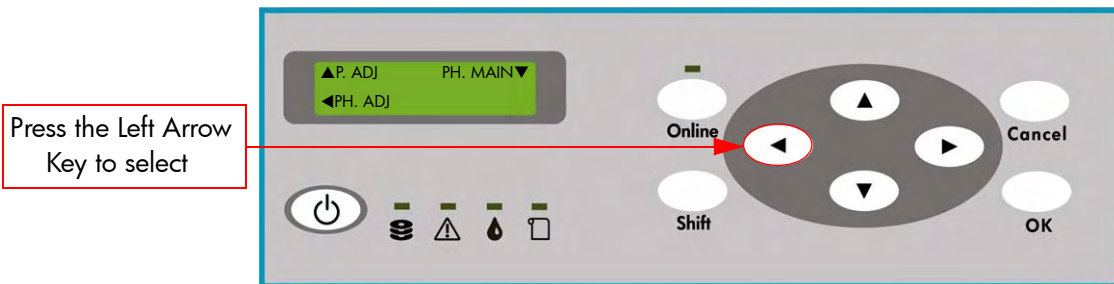 ▲P. ADJ PH. MAIN▼
◀PH. ADJ
Press the Left Arrow
Key to select
Online
Cancel
Shift
OK